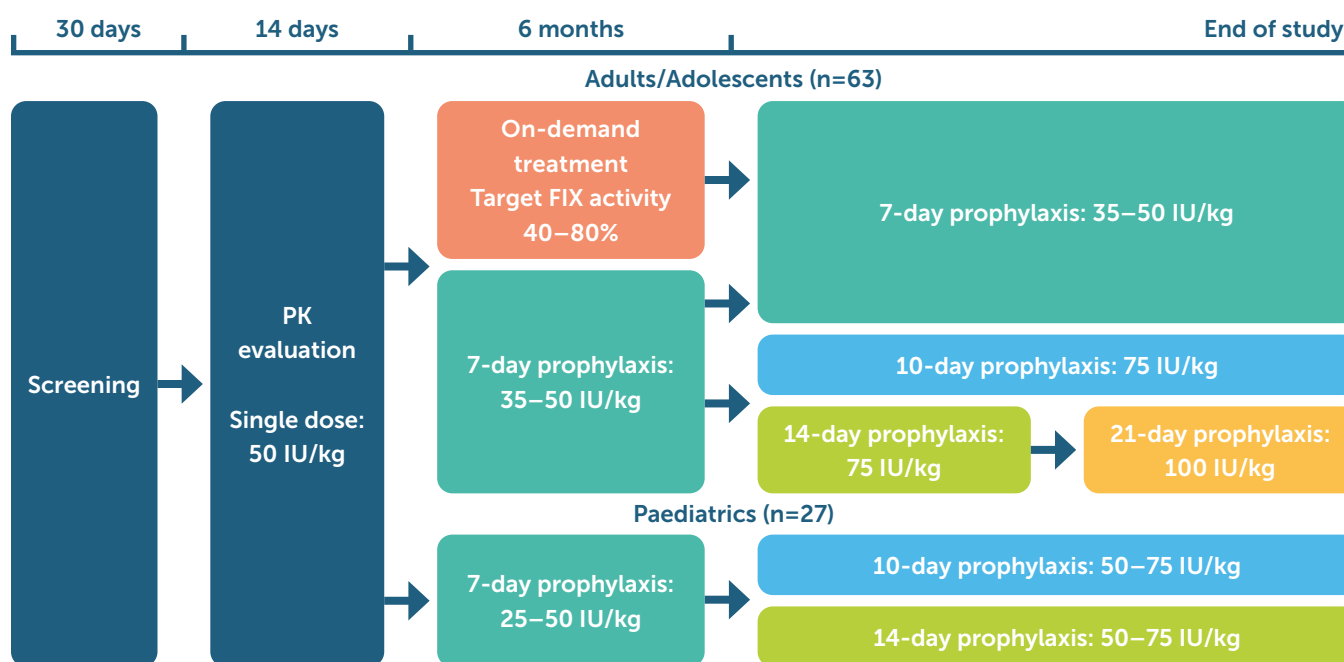 30 days
14 days
6 months
End of study
Adults/Adolescents (n=63)
Screening
PK
evaluation
Single dose:
50 IU/kg
On-demand
treatment
Target FIX activity
40–80%
7-day prophylaxis: 35–50 IU/kg
7-day prophylaxis:
35–50 IU/kg
10-day prophylaxis: 75 IU/kg
14-day prophylaxis:
75 IU/kg
21-day prophylaxis:
100 IU/kg
Paediatrics (n=27)
7-day prophylaxis:
25–50 IU/kg
10-day prophylaxis: 50–75 IU/kg
14-day prophylaxis: 50–75 IU/kg